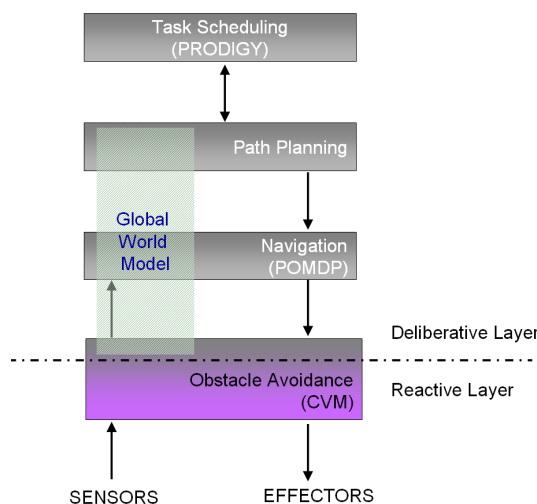 Task Scheduling
(PRODIGY)
Path Planning
Global
World
Model
Navigation
(POMDP)
Deliberative Layer
Obstacle Avoidance
(CVM)
Reactive Layer
SENSORS
EFFECTORS